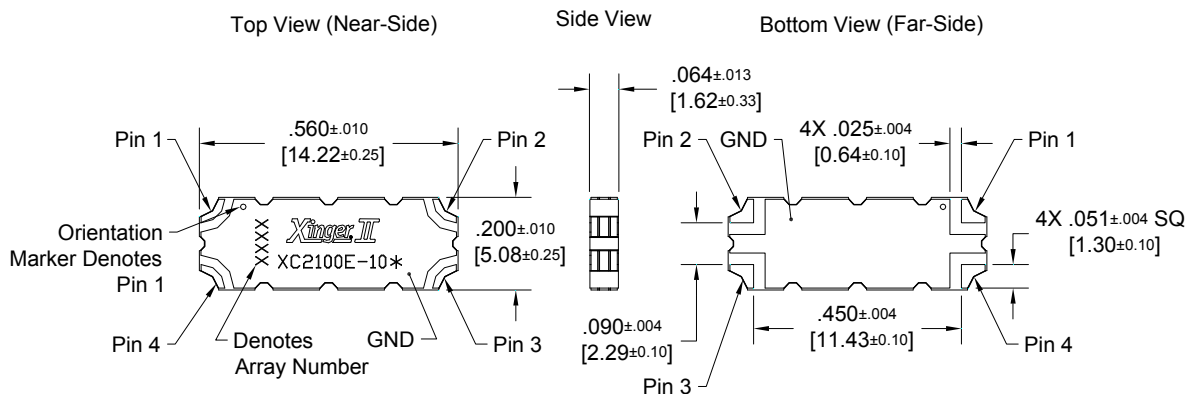 Top View (Near-Side)
Side View
Bottom View (Far-Side)
.560±.010
[14.22±0.25]
Pin 1
Pin 2
Orientation
Marker Denotes
Pin 1
XXXX
Xinger II
XC2100E-10*
.200±.010
[5.08±0.25]
Pin 4
Denotes
Array Number
GND
Pin 3
.064±.013
[1.62±0.33]
Pin 2
GND
4X .025±.004
[0.64±0.10]
Pin 1
4X .051±.004 SQ
[1.30±0.10]
.090±.004
[2.29±0.10]
.450±.004
[11.43±0.10]
Pin 4
Pin 3